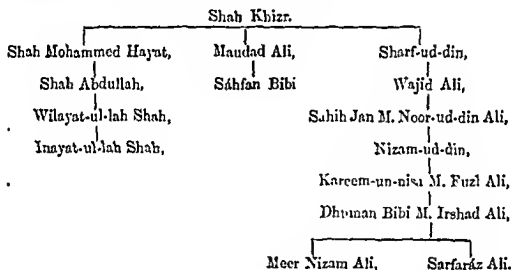 Shah Khizr.
Shah Mohammed Hayat, Maudad Ali, Sharf-ud-din,
Shah Abdullah, Sáhfan Bibi Wajid Ali,
Wilayat-ul-lah Shah, Sahih Jan M. Noor-ud-din Ali,
Inayat-ul-lah Shah, Nizam-ud-din,
Kareem-un-nisa M. Fuzl Ali,
Dhuman Bibi M. Irshad Ali,
Meer Nizam Ali, Sarfaráz Ali.